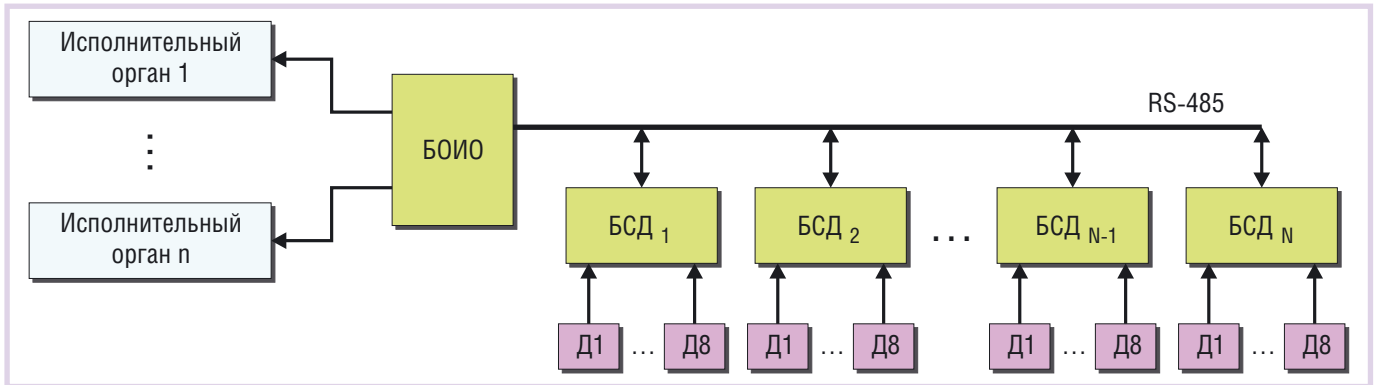 Исполнительный
орган 1
⋮
Исполнительный
орган n
БОИО
RS-485
БСД 1
БСД 2
...
БСД N-1
БСД N
Д1 ... Д8
Д1 ... Д8
Д1 ... Д8
Д1 ... Д8